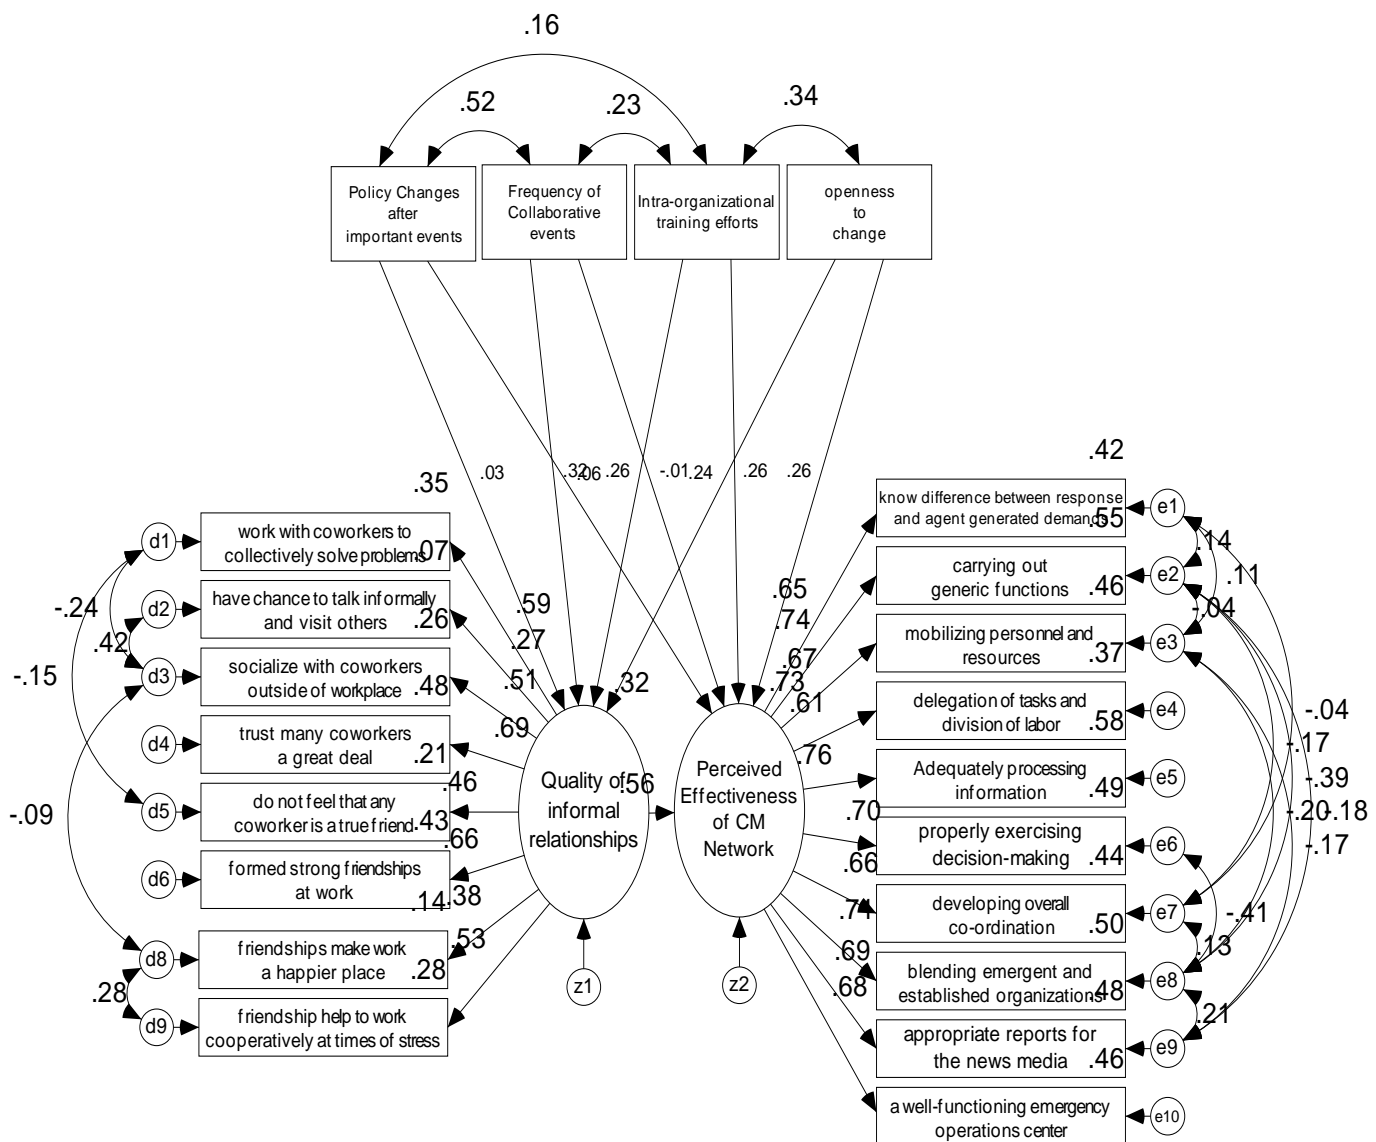 .16
.52
.23
.34
Policy Changes
after
important events
Frequency of
Collaborative
events
Intra-organizational
training efforts
openness
to
change
.03
.32
.06
.26
-.01
.24
.26
.26
.35
d1
work with coworkers to
collectively solve problems
.07
d2
have chance to talk informally
and visit others
.26
d3
socialize with coworkers
outside of workplace
.48
d4
trust many coworkers
a great deal
.21
d5
do not feel that any
coworker is a true friend
.43
d6
formed strong friendships
at work
.14
d8
friendships make work
a happier place
.28
d9
friendship help to work
cooperatively at times of stress
-.24
.42
-.15
-.09
.28
.59
.27
.51
.69
.46
.66
.38
.53
.32
Quality of
informal
relationships
.56
Perceived
Effectiveness
of CM
Network
z1
z2
.65
.74
.67
.73
.61
.76
.70
.66
.71
.69
.68
.42
know difference between response
and agent generated demands
e1
.55
carrying out
generic functions
e2
.46
mobilizing personnel and
resources
e3
.37
delegation of tasks and
division of labor
e4
.58
Adequately processing
information
e5
.49
properly exercising
decision-making
e6
.44
developing overall
co-ordination
e7
.50
blending emergent and
established organizations
e8
.48
appropriate reports for
the news media
e9
.46
a well-functioning emergency
operations center
e10
.14
.11
-.04
-.04
-.17
-.39
-.20
-.18
-.17
-.41
.13
.21